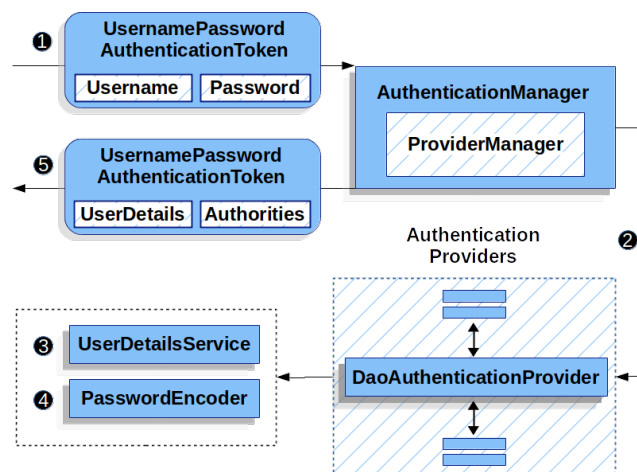 ❶
UsernamePassword
AuthenticationToken
Username Password
AuthenticationManager
ProviderManager
❺
UsernamePassword
AuthenticationToken
UserDetails Authorities
Authentication
Providers
❷
❸
UserDetailsService
DaoAuthenticationProvider
❹
PasswordEncoder